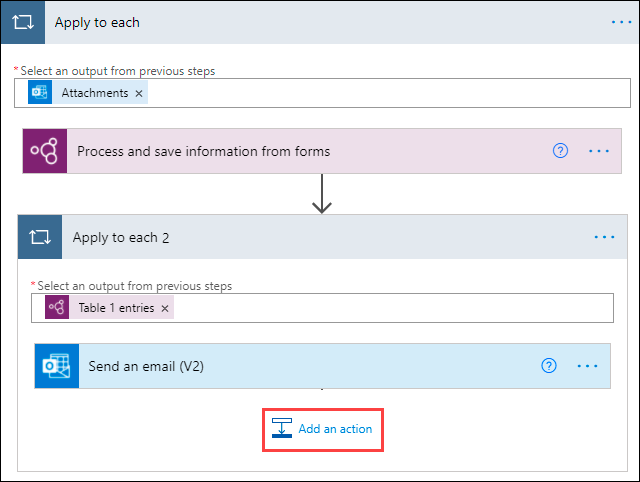 Apply to each
* Select an output from previous steps
Attachments ×
Process and save information from forms
Apply to each 2
* Select an output from previous steps
Table 1 entries ×
Send an email (V2)
Add an action